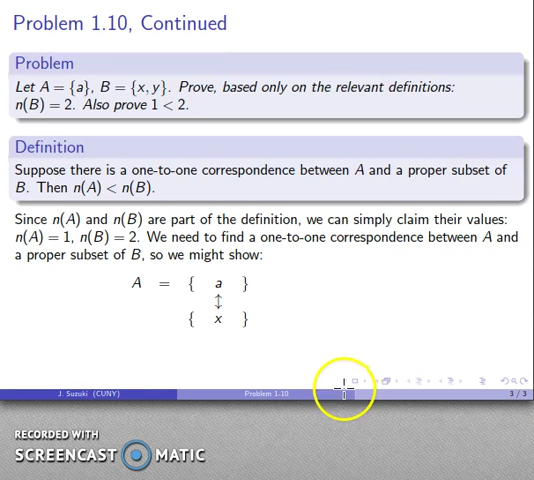 Problem 1.10, Continued
Problem
Let A = {a}, B = {x, y}. Prove, based only on the relevant definitions:
n(B) = 2. Also prove 1 < 2.
Definition
Suppose there is a one-to-one correspondence between A and a proper subset of
B. Then n(A) < n(B).
Since n(A) and n(B) are part of the definition, we can simply claim their values:
n(A) = 1, n(B) = 2. We need to find a one-to-one correspondence between A and
a proper subset of B, so we might show:
A = { a }
↕
{ x }
J. Suzuki (CUNY) Problem 1-10 3 / 3
RECORDED WITH
SCREENCAST MATIC